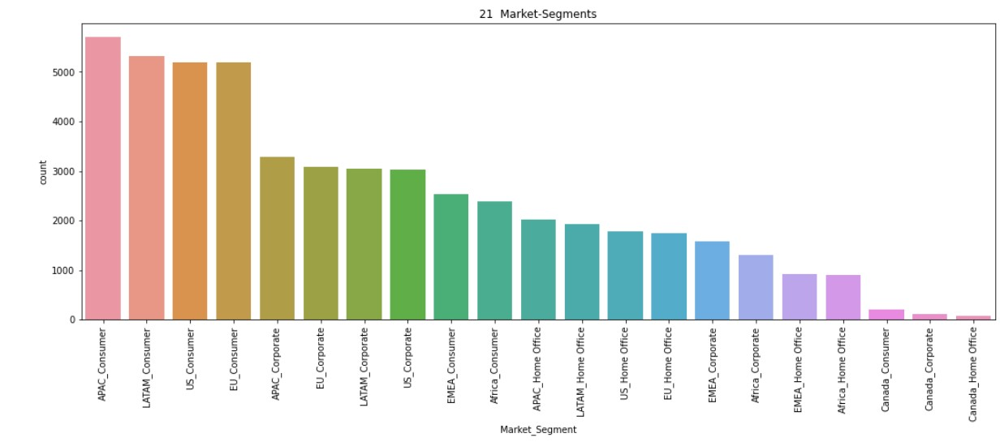 21 Market-Segments
count
5000
4000
3000
2000
1000
0
APAC_Consumer
LATAM_Consumer
US_Consumer
EU_Consumer
APAC_Corporate
EU_Corporate
LATAM_Corporate
US_Corporate
EMEA_Consumer
Africa_Consumer
APAC_Home Office
LATAM_Home Office
US_Home Office
EU_Home Office
EMEA_Corporate
Africa_Corporate
EMEA_Home Office
Africa_Home Office
Canada_Consumer
Canada_Corporate
Canada_Home Office
Market_Segment